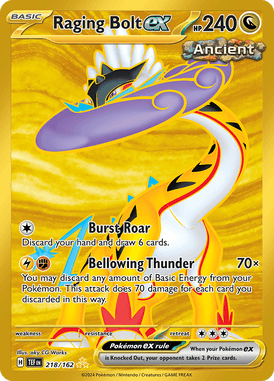 BASIC Raging Bolt ex HP 240
Ancient
Burst Roar
Discard your hand and draw 6 cards.
Bellowing Thunder 70×
You may discard any amount of Basic Energy from
your Pokémon. This attack does 70 damage for each card
you discarded in this way.
weakness resistance retreat
Pokémon ex rule
When your Pokémon ex
is Knocked Out, your opponent takes 2 Prize cards.
Illus. aky CG Works
H TEF EN 218/162
©2024 Pokémon / Nintendo / Creatures / GAME FREAK